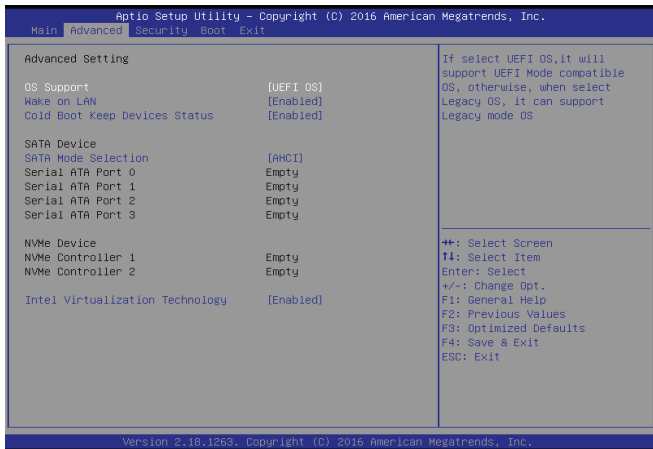 Aptio Setup Utility – Copyright (C) 2016 American Megatrends, Inc.
Main Advanced Security Boot Exit
Advanced Setting
OS Support [UEFI OS]
Wake on LAN [Enabled]
Cold Boot Keep Devices Status [Enabled]
SATA Device
SATA Mode Selection [AHCI]
Serial ATA Port 0 Empty
Serial ATA Port 1 Empty
Serial ATA Port 2 Empty
Serial ATA Port 3 Empty
NVMe Device
NVMe Controller 1 Empty
NVMe Controller 2 Empty
Intel Virtualization Technology [Enabled]
If select UEFI OS,it will
support UEFI Mode compatible
OS, otherwise, when select
Legacy OS, it can support
Legacy mode OS
→←: Select Screen
↑↓: Select Item
Enter: Select
+/-: Change Opt.
F1: General Help
F2: Previous Values
F3: Optimized Defaults
F4: Save & Exit
ESC: Exit
Version 2.18.1263. Copyright (C) 2016 American Megatrends, Inc.